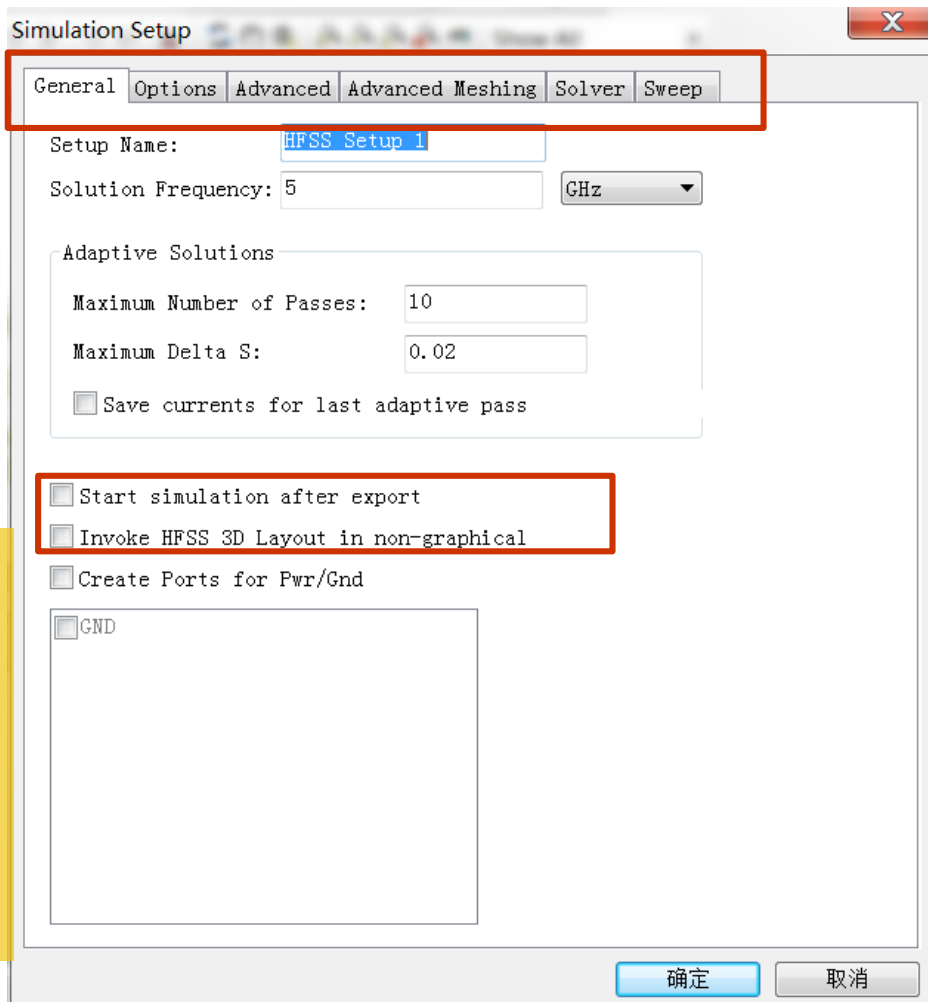 Simulation Setup
Show All
General Options Advanced Advanced Meshing Solver Sweep
Setup Name: HFSS Setup 1
Solution Frequency: 5 GHz
Adaptive Solutions
Maximum Number of Passes: 10
Maximum Delta S: 0.02
Save currents for last adaptive pass
Start simulation after export
Invoke HFSS 3D Layout in non-graphical
Create Ports for Pwr/Gnd
GND
确定 取消